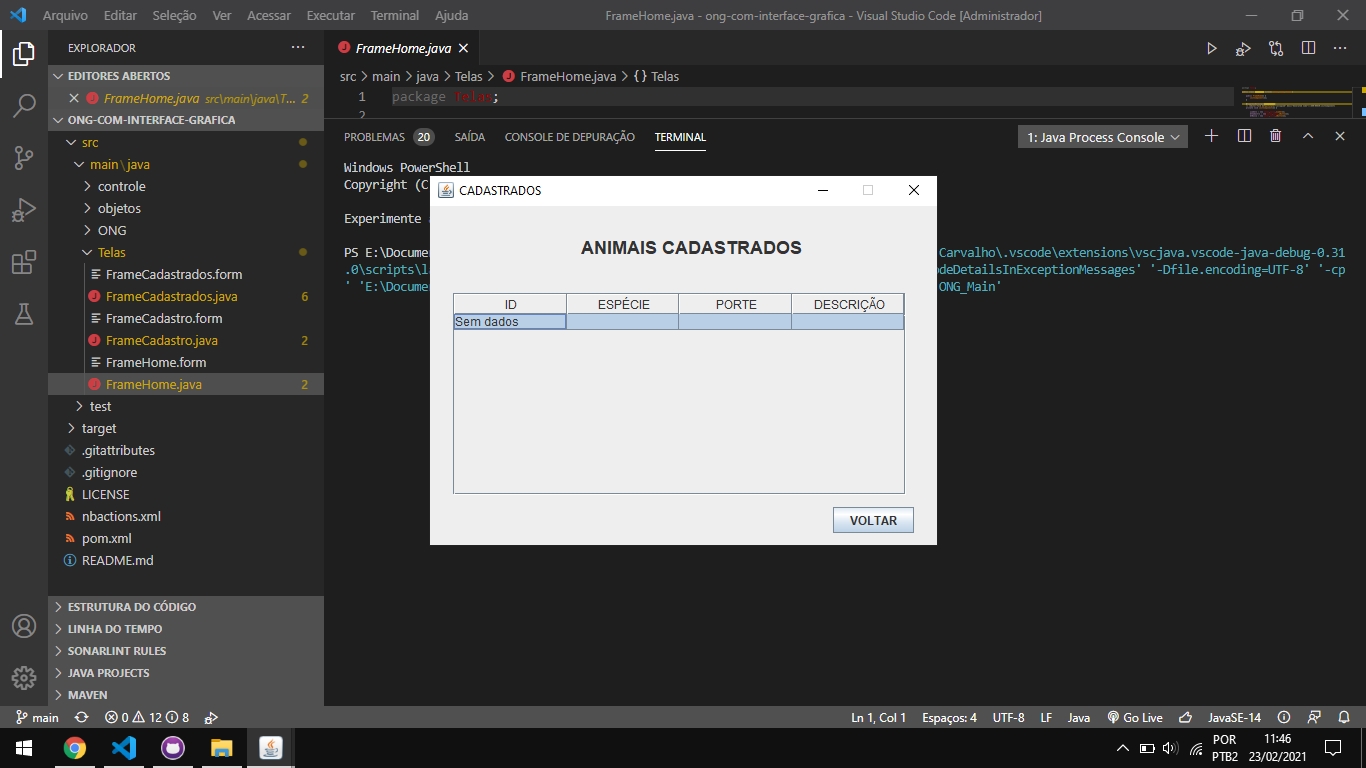 Arquivo Editar Seleção Ver Acessar Executar Terminal Ajuda FrameHome.java - ong-com-interface-grafica - Visual Studio Code [Administrador]
EXPLORADOR
EDITORES ABERTOS
FrameHome.java src\main\java\T... 2
ONG-COM-INTERFACE-GRAFICA
src
main\java
controle
objetos
ONG
Telas
FrameCadastrados.form
FrameCadastrados.java 6
FrameCadastro.form
FrameCadastro.java 2
FrameHome.form
FrameHome.java 2
test
target
.gitattributes
.gitignore
LICENSE
nbactions.xml
pom.xml
README.md
ESTRUTURA DO CÓDIGO
LINHA DO TEMPO
SONARLINT RULES
JAVA PROJECTS
MAVEN
FrameHome.java
src > main > java > Telas > FrameHome.java > {} Telas
1 package Telas;
2
PROBLEMAS 20 SAÍDA CONSOLE DE DEPURAÇÃO TERMINAL 1: Java Process Console
Windows PowerShell
Copyright (C
Experimente
PS E:\Docume Carvalho\.vscode\extensions\vscjava.vscode-java-debug-0.31
.0\scripts\l deDetailsInExceptionMessages' '-Dfile.encoding=UTF-8' '-cp
' 'E:\Docume ONG_Main'
CADASTRADOS
ANIMAIS CADASTRADOS
ID ESPÉCIE PORTE DESCRIÇÃO
Sem dados
VOLTAR
main 0 12 8 Ln 1, Col 1 Espaços: 4 UTF-8 LF Java Go Live JavaSE-14
POR
PTB2
11:46
23/02/2021